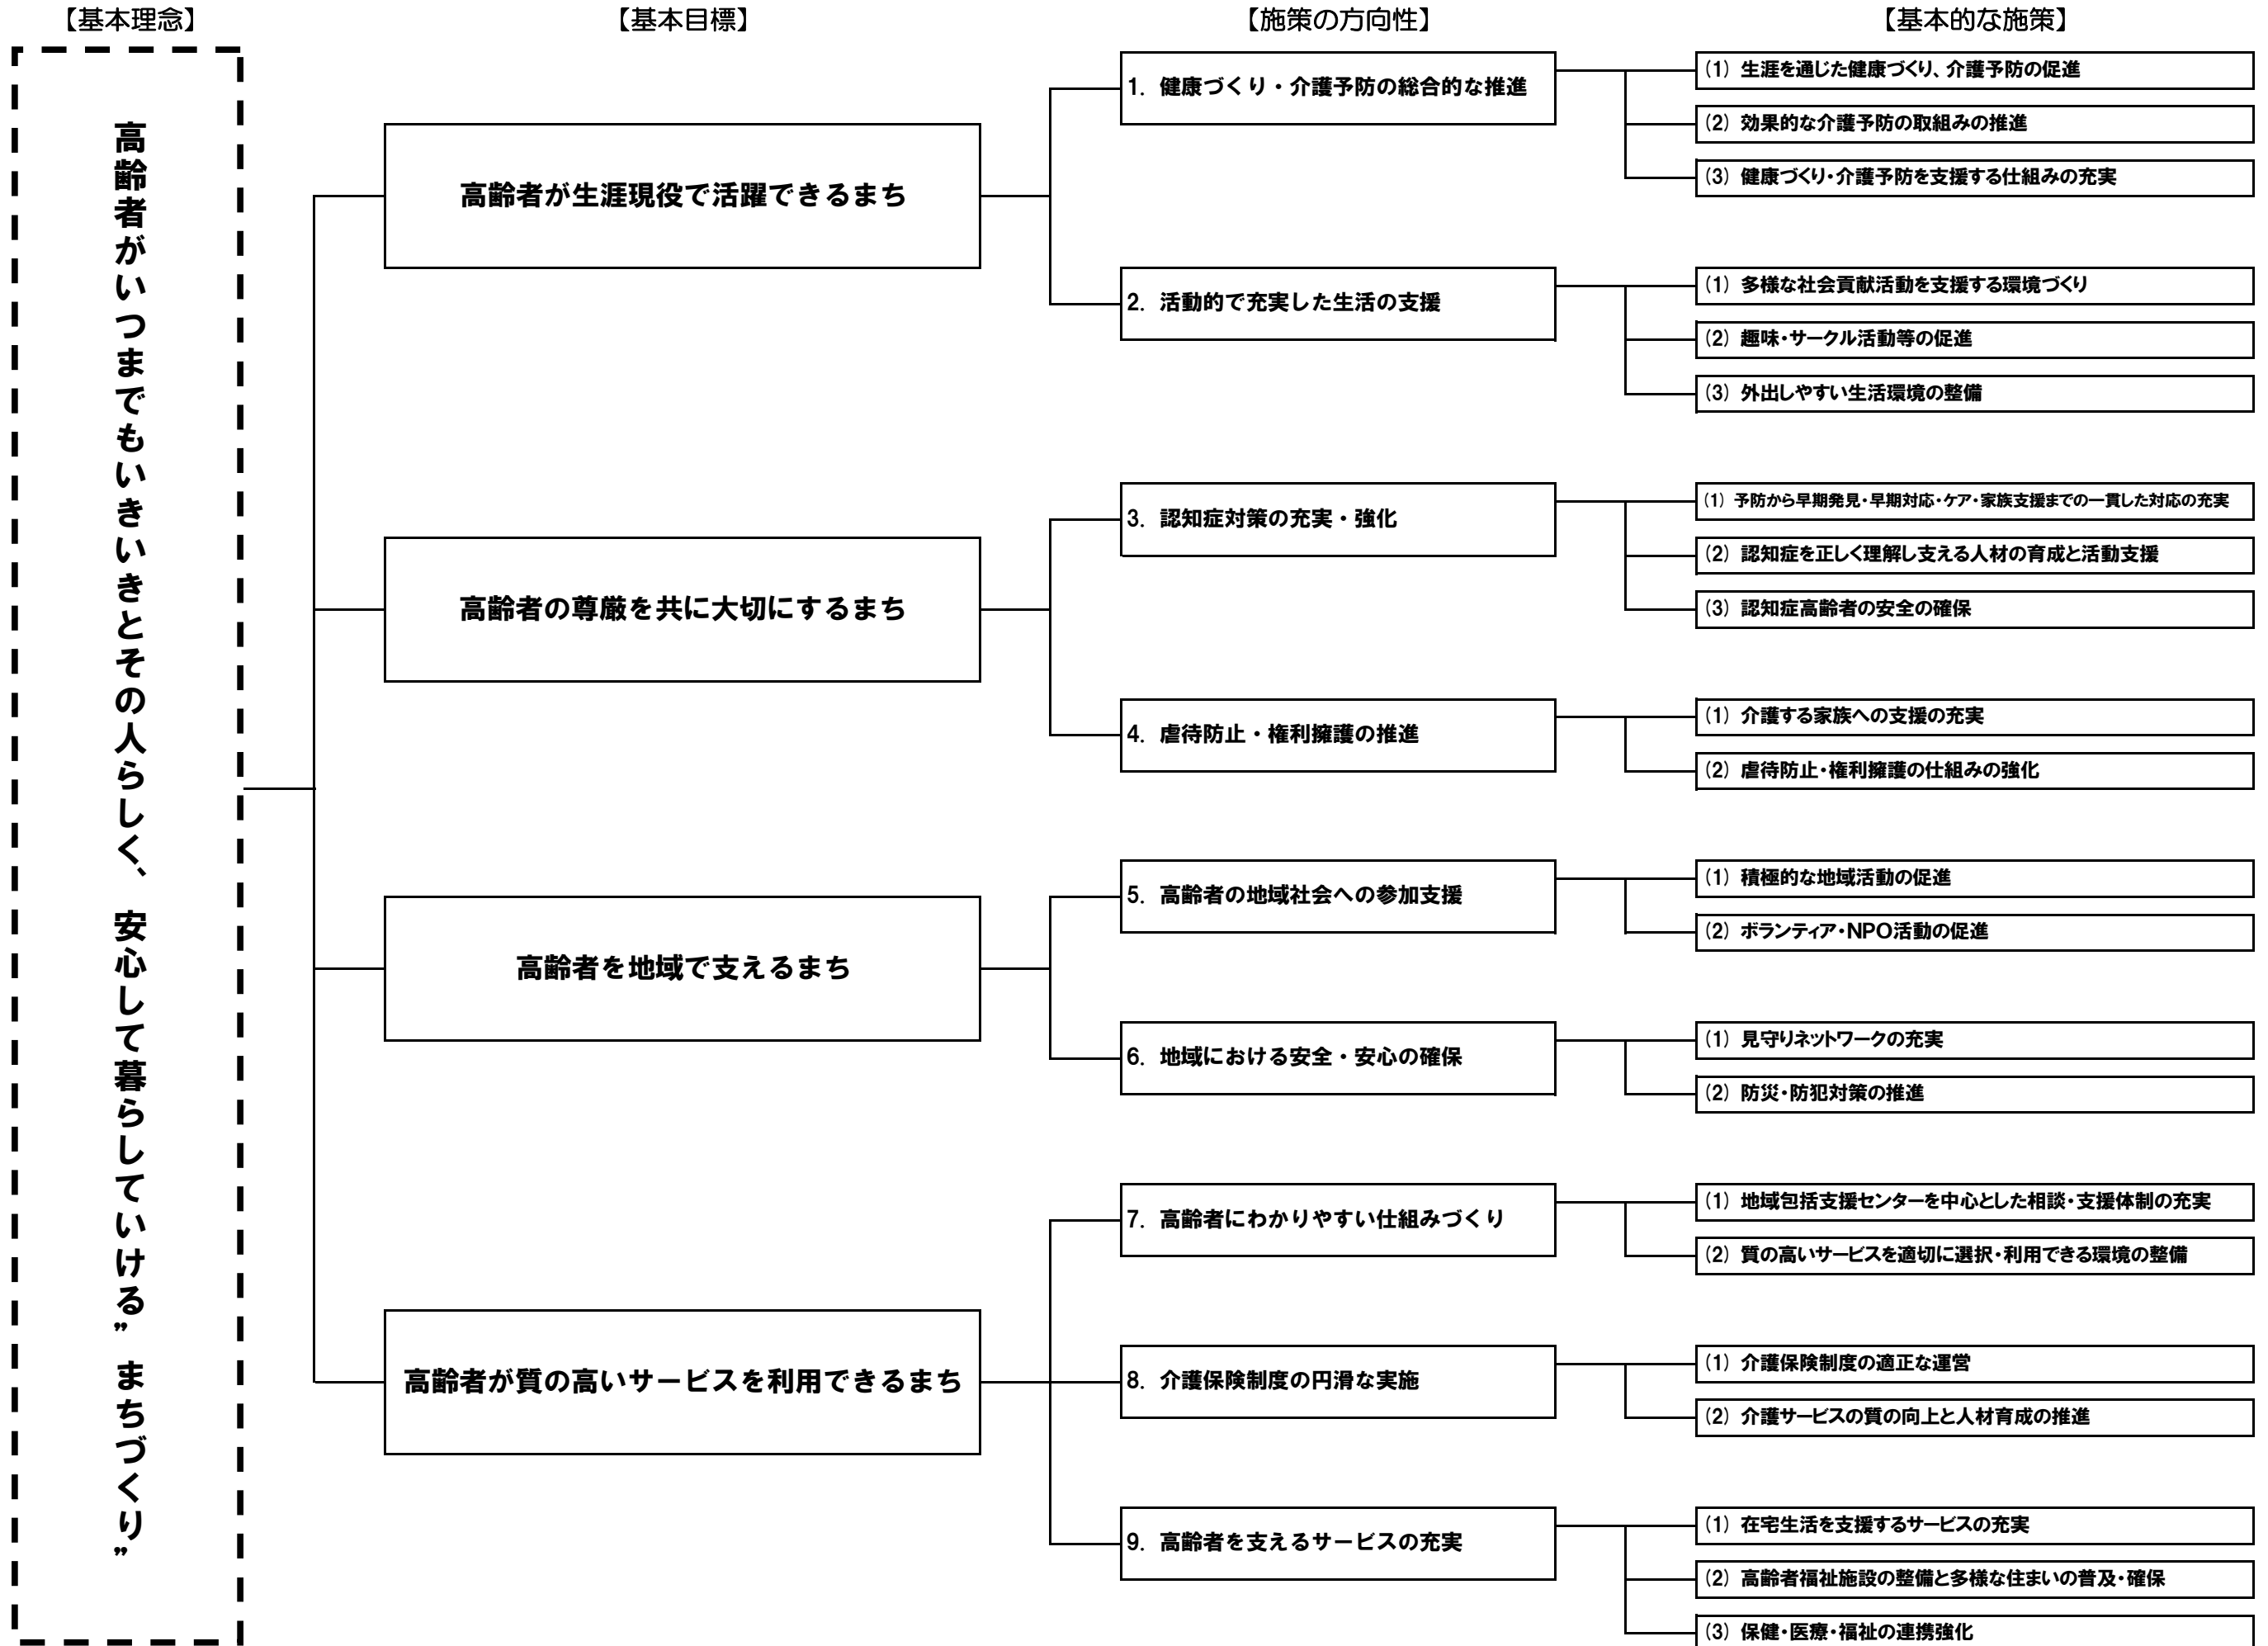 【基本理念】
【基本目標】
【施策の方向性】
【基本的な施策】
高齢者がいつまでもいきいきとその人らしく、安心して暮らしていける”まちづくり”
高齢者が生涯現役で活躍できるまち
1. 健康づくり・介護予防の総合的な推進
(1) 生涯を通じた健康づくり、介護予防の促進
(2) 効果的な介護予防の取組みの推進
(3) 健康づくり・介護予防を支援する仕組みの充実
2. 活動的で充実した生活の支援
(1) 多様な社会貢献活動を支援する環境づくり
(2) 趣味・サークル活動等の促進
(3) 外出しやすい生活環境の整備
高齢者の尊厳を共に大切にするまち
3. 認知症対策の充実・強化
(1) 予防から早期発見・早期対応・ケア・家族支援までの一貫した対応の充実
(2) 認知症を正しく理解し支える人材の育成と活動支援
(3) 認知症高齢者の安全の確保
4. 虐待防止・権利擁護の推進
(1) 介護する家族への支援の充実
(2) 虐待防止・権利擁護の仕組みの強化
高齢者を地域で支えるまち
5. 高齢者の地域社会への参加支援
(1) 積極的な地域活動の促進
(2) ボランティア・NPO活動の促進
6. 地域における安全・安心の確保
(1) 見守りネットワークの充実
(2) 防災・防犯対策の推進
高齢者が質の高いサービスを利用できるまち
7. 高齢者にわかりやすい仕組みづくり
(1) 地域包括支援センターを中心とした相談・支援体制の充実
(2) 質の高いサービスを適切に選択・利用できる環境の整備
8. 介護保険制度の円滑な実施
(1) 介護保険制度の適正な運営
(2) 介護サービスの質の向上と人材育成の推進
9. 高齢者を支えるサービスの充実
(1) 在宅生活を支援するサービスの充実
(2) 高齢者福祉施設の整備と多様な住まいの普及・確保
(3) 保健・医療・福祉の連携強化